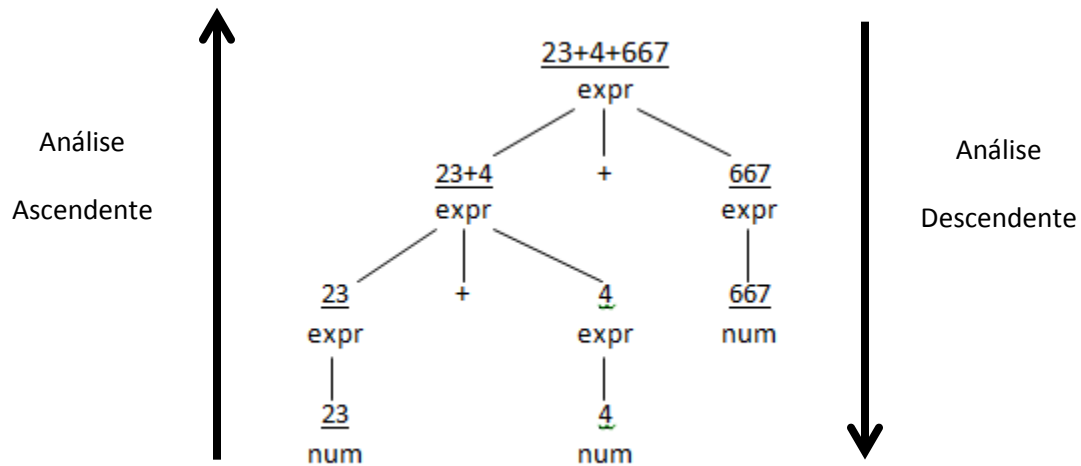 23+4+667
expr
Análise
Ascendente
Análise
Descendente
23+4 + 667
expr expr
23 + 4 667
expr expr num
23 4
num num